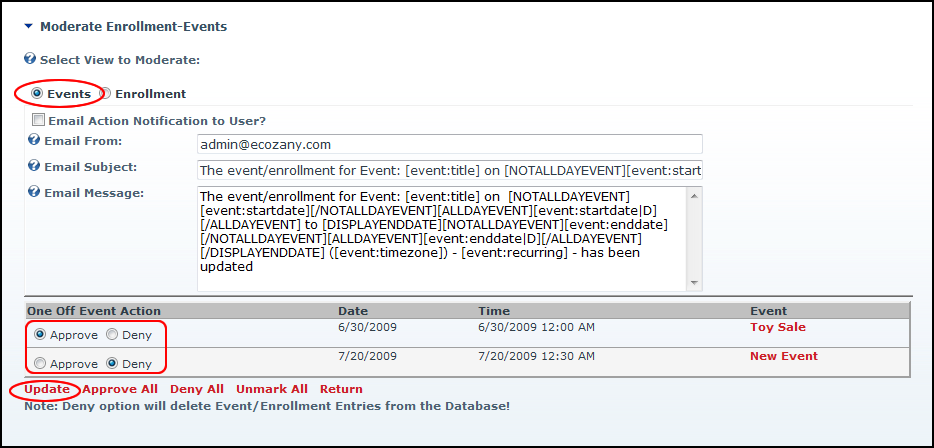 Moderate Enrollment-Events
Select View to Moderate:
Events Enrollment
Email Action Notification to User?
Email From: admin@ecozany.com
Email Subject: The event/enrollment for Event: [event:title] on [NOTALLDAYEVENT][event:start
Email Message: The event/enrollment for Event: [event:title] on [NOTALLDAYEVENT]
[event:startdate][/NOTALLDAYEVENT][ALLDAYEVENT][event:startdate|D]
[/ALLDAYEVENT] to [DISPLAYENDDATE][NOTALLDAYEVENT][event:enddate]
[/NOTALLDAYEVENT][ALLDAYEVENT][event:enddate|D][/ALLDAYEVENT]
[/DISPLAYENDDATE] ([event:timezone]) - [event:recurring] - has been
updated
One Off Event Action Date Time Event
Approve Deny 6/30/2009 6/30/2009 12:00 AM Toy Sale
Approve Deny 7/20/2009 7/20/2009 12:30 AM New Event
Update Approve All Deny All Unmark All Return
Note: Deny option will delete Event/Enrollment Entries from the Database!